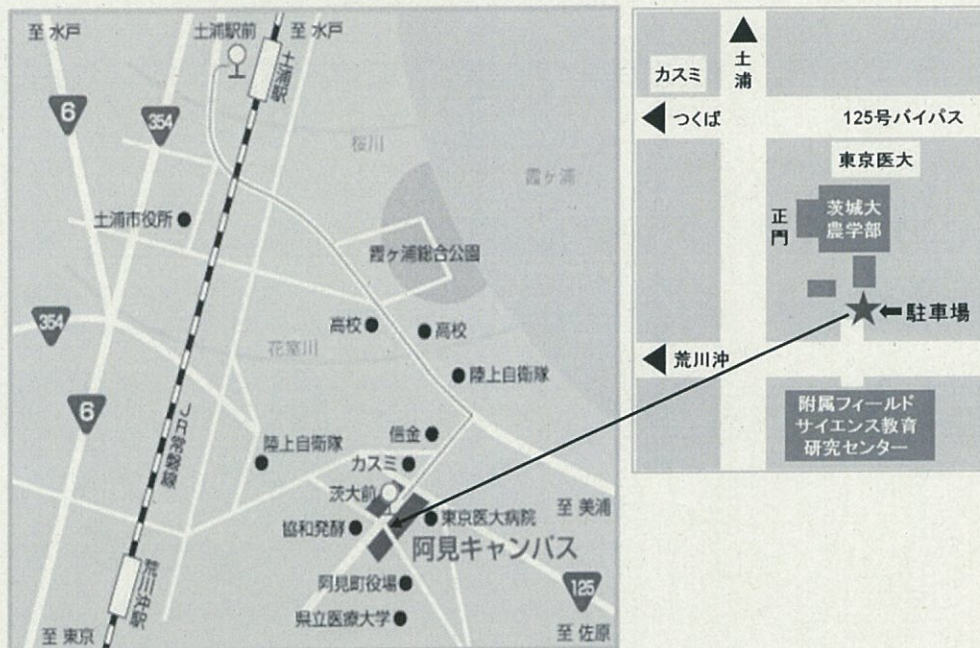 至 水戸
土浦駅前
至 水戸
土浦駅
6
354
桜川
霞ヶ浦
土浦市役所
霞ヶ浦総合公園
354
高校
高校
花室川
陸上自衛隊
6
JR常磐線
信金
陸上自衛隊
カスミ
茨大前
至 美浦
協和発酵
東京医大病院
阿見キャンパス
荒川沖駅
阿見町役場
125
県立医療大学
至 東京
至 佐原
土浦
カスミ
つくば
125号バイパス
東京医大
正門
茨城大
農学部
駐車場
荒川沖
附属フィールド
サイエンス教育
研究センター